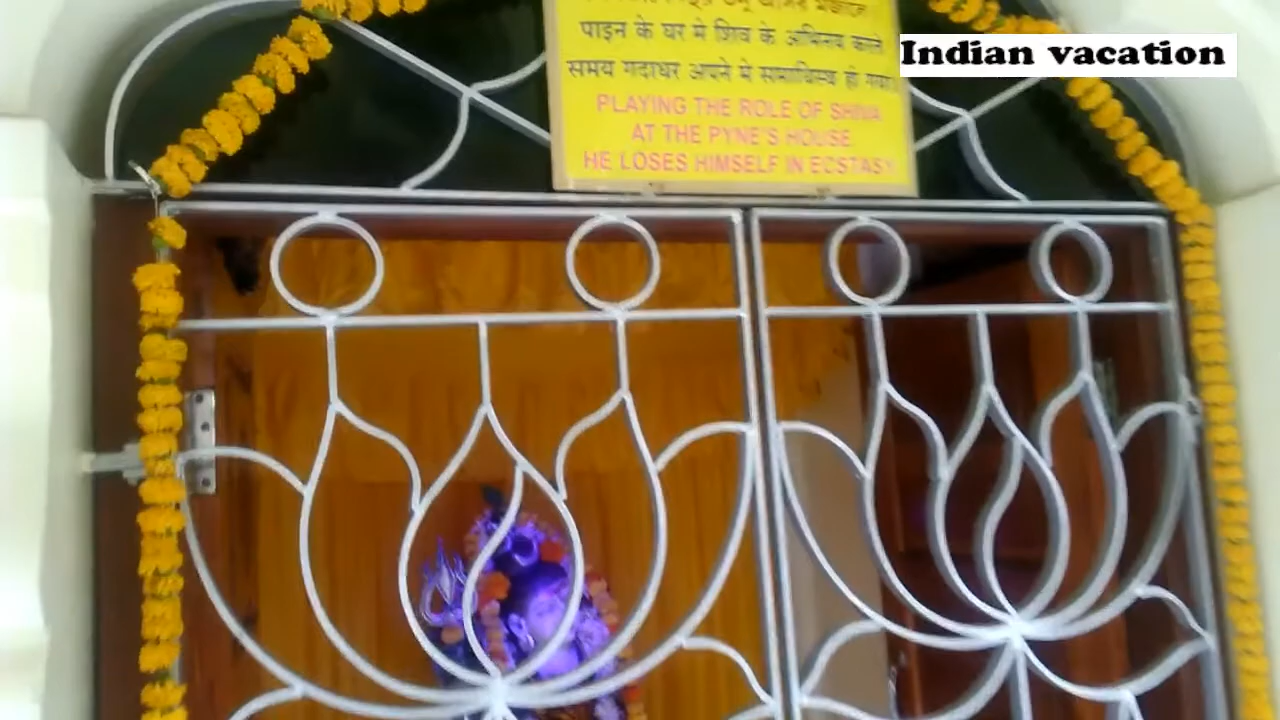 पाइन के घर मे शिव के अभिनय काले
समय गदाधर अपने मे समाधिस्थ हो गया।
PLAYING THE ROLE OF SHIVA
AT THE PYNE'S HOUSE
HE LOSES HIMSELF IN ECSTASY
Indian vacation